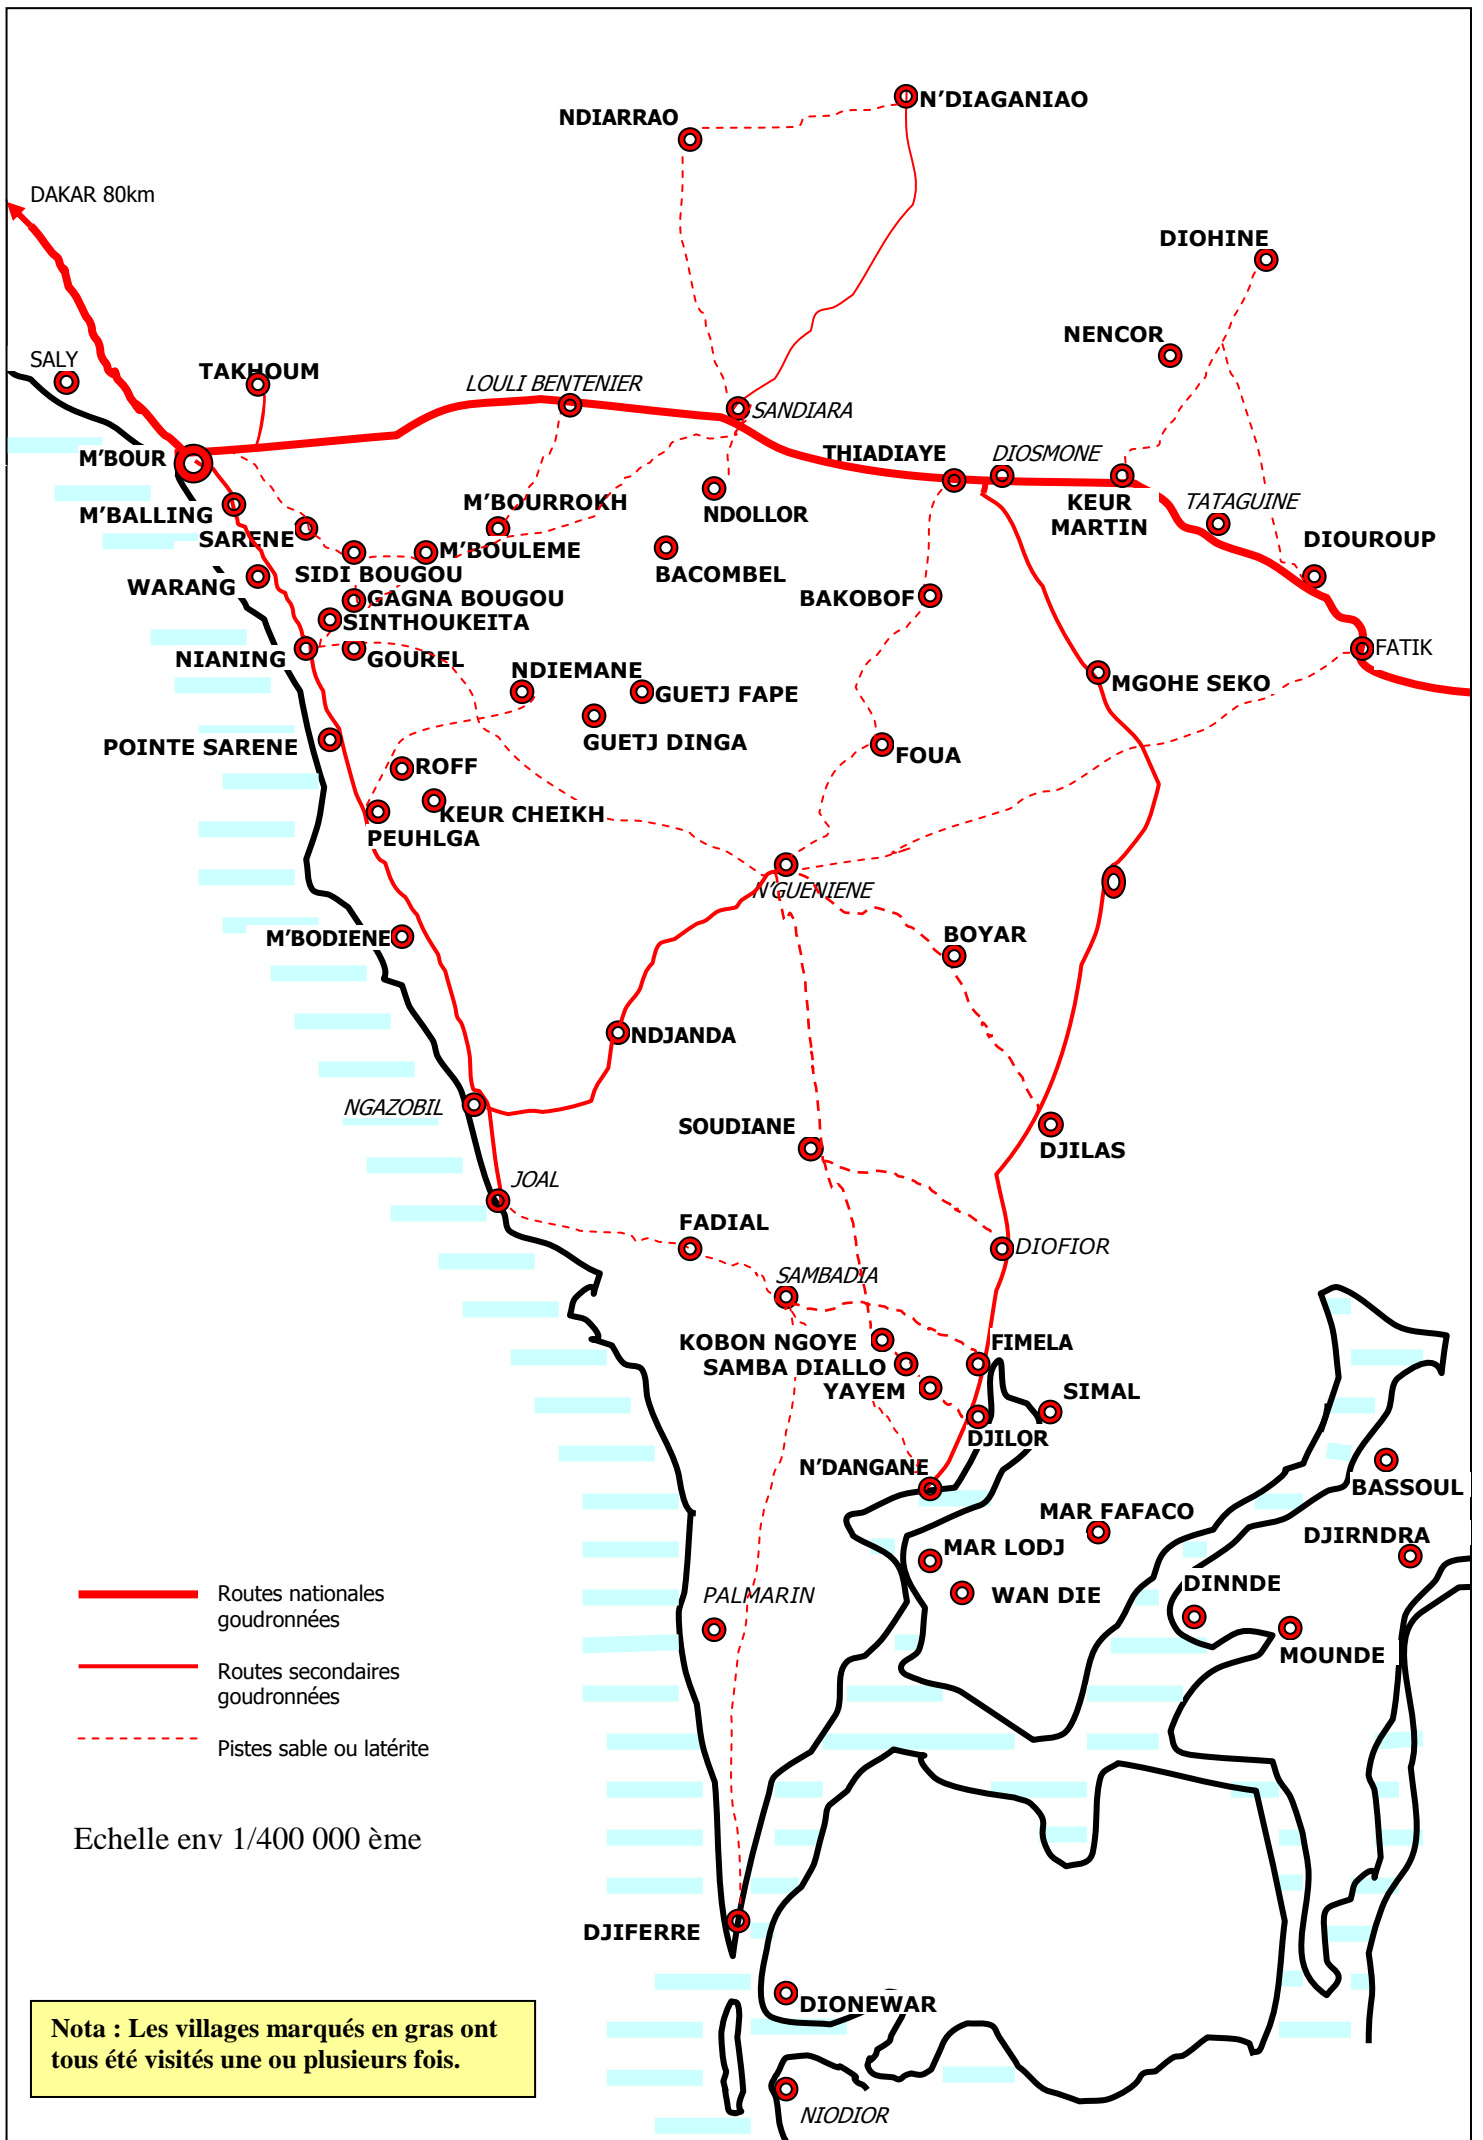 N'DIAGANIAO
NDIARRAO
DAKAR 80km
DIOHINE
NENCOR
SALY
TAKHOUM
LOULI BENTENIER
SANDIARA
M'BOUR
THIADIAYE
DIOSMONE
KEUR
MARTIN
TATAGUINE
DIOUROUP
M'BALLING
SARENE
M'BOURROKH
NDOLLOR
M'BOULEME
SIDI BOUGOU
BACOMBEL
WARANG
GAGNA BOUGOU
BAKOBOF
SINTHOUKEITA
NIANING
GOUREL
FATIK
NDIEMANE
GUETJ FAPE
MGOHE SEKO
POINTE SARENE
GUETJ DINGA
FOUA
ROFF
KEUR CHEIKH
PEUHLGA
N'GUENIENE
M'BODIENE
BOYAR
NDJANDA
NGAZOBIL
SOUDIANE
DJILAS
JOAL
FADIAL
DIOFIOR
SAMBADIA
KOBON NGOYE
FIMELA
SAMBA DIALLO
YAYEM
SIMAL
DJILOR
N'DANGANE
BASSOUL
MAR FAFACO
DJIRNDRA
MAR LODJ
DINNDE
PALMARIN
WAN DIE
MOUNDE
Routes nationales
goudronnées
Routes secondaires
goudronnées
Pistes sable ou latérite
Echelle env 1/400 000 ème
DJIFERRE
DIONEWAR
Nota : Les villages marqués en gras ont
tous été visités une ou plusieurs fois.
NIODIOR